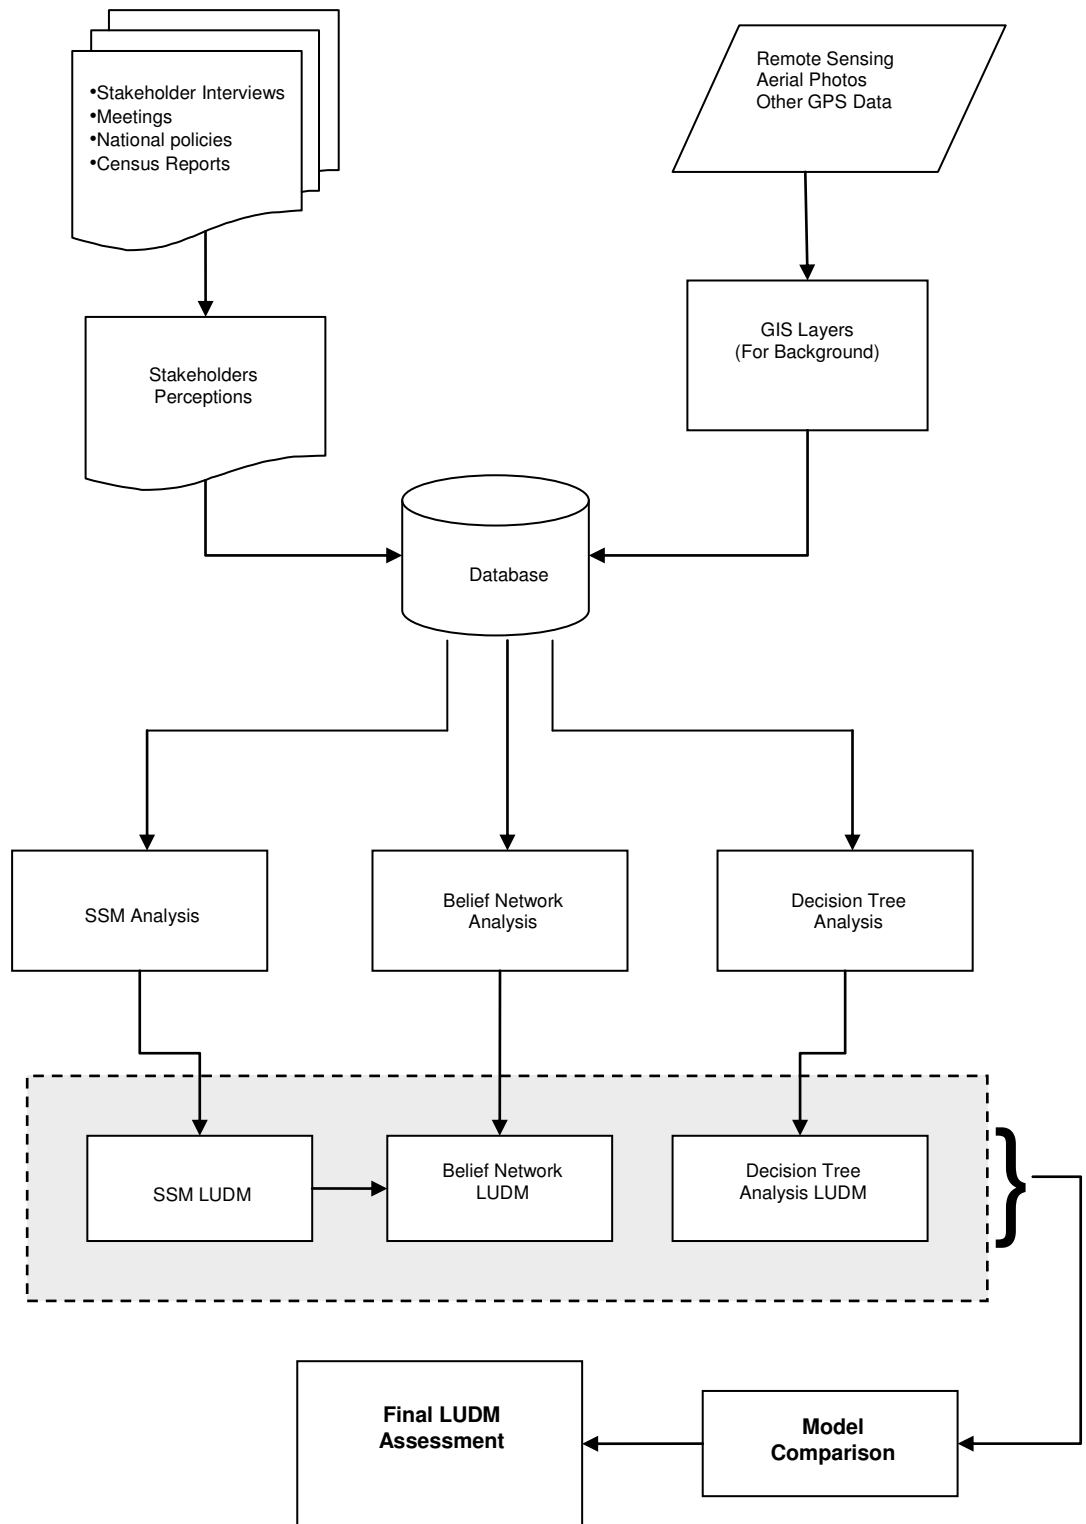 •Stakeholder Interviews
•Meetings
•National policies
•Census Reports
Remote Sensing
Aerial Photos
Other GPS Data
Stakeholders
Perceptions
GIS Layers
(For Background)
Database
SSM Analysis
Belief Network
Analysis
Decision Tree
Analysis
SSM LUDM
Belief Network
LUDM
Decision Tree
Analysis LUDM
}
Final LUDM
Assessment
Model
Comparison